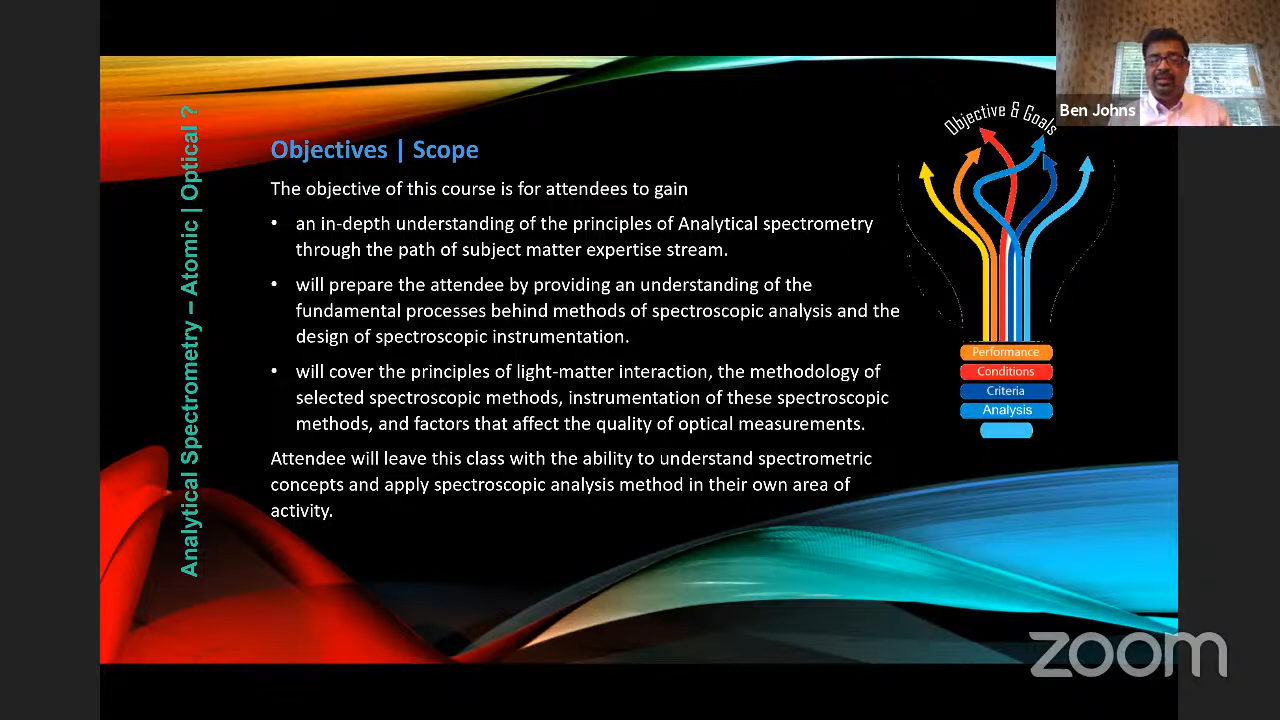 Ben Johns
Analytical Spectrometry – Atomic | Optical ?
Objectives | Scope
The objective of this course is for attendees to gain
• an in-depth understanding of the principles of Analytical spectrometry
through the path of subject matter expertise stream.
• will prepare the attendee by providing an understanding of the
fundamental processes behind methods of spectroscopic analysis and the
design of spectroscopic instrumentation.
• will cover the principles of light-matter interaction, the methodology of
selected spectroscopic methods, instrumentation of these spectroscopic
methods, and factors that affect the quality of optical measurements.
Attendee will leave this class with the ability to understand spectrometric
concepts and apply spectroscopic analysis method in their own area of
activity.
Objective & Goals
Performance
Conditions
Criteria
Analysis
zoom